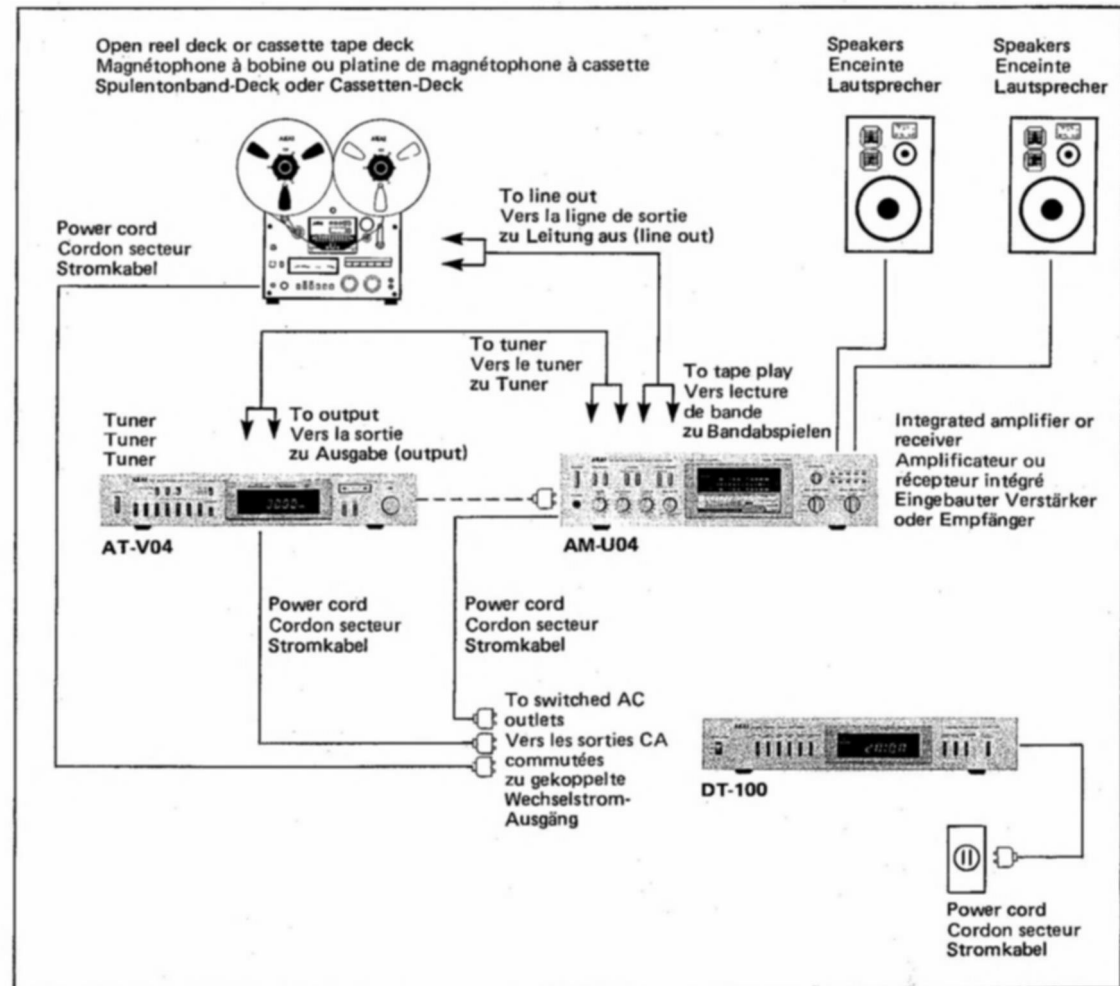 Open reel deck or cassette tape deck
Magnétophone à bobine ou platine de magnétophone à cassette
Spulentonband-Deck oder Cassetten-Deck
Speakers
Enceinte
Lautsprecher
Speakers
Enceinte
Lautsprecher
To line out
Vers la ligne de sortie
zu Leitung aus (line out)
Power cord
Cordon secteur
Stromkabel
To tuner
Vers le tuner
zu Tuner
To tape play
Vers lecture
de bande
zu Bandabspielen
To output
Vers la sortie
zu Ausgabe (output)
Tuner
Tuner
Tuner
Integrated amplifier or
receiver
Amplificateur ou
récepteur intégré
Eingebauter Verstärker
oder Empfänger
AT-V04
AM-U04
Power cord
Cordon secteur
Stromkabel
Power cord
Cordon secteur
Stromkabel
To switched AC
outlets
Vers les sorties CA
commutées
zu gekoppelte
Wechselstrom-
Ausgäng
DT-100
Power cord
Cordon secteur
Stromkabel